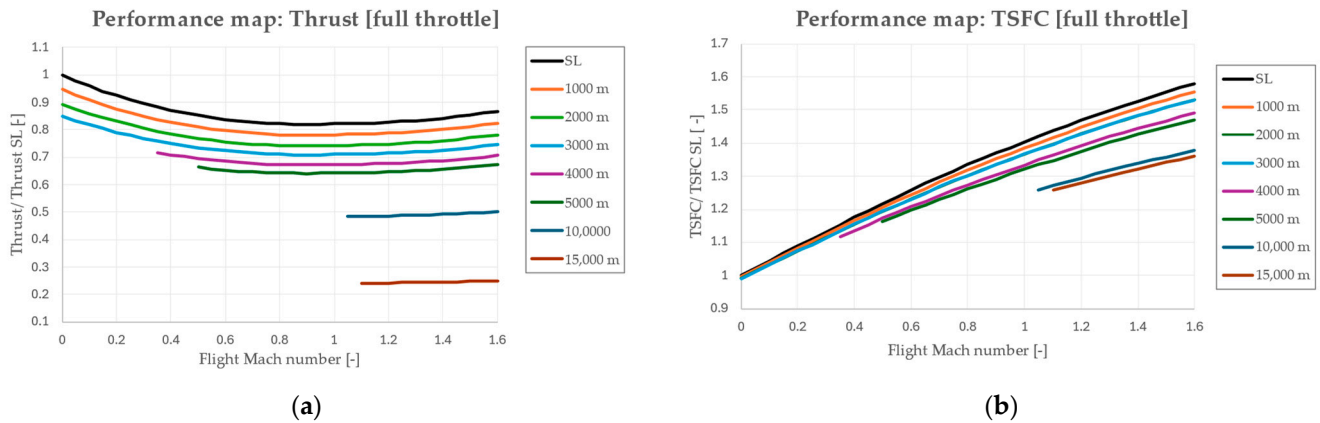 Performance map: Thrust [full throttle]
Thrust/ Thrust SL [-]
1.1
1
0.9
0.8
0.7
0.6
0.5
0.4
0.3
0.2
0.1
0 0.2 0.4 0.6 0.8 1 1.2 1.4 1.6
Flight Mach number [-]
SL
1000 m
2000 m
3000 m
4000 m
5000 m
10,0000
15,000 m
(a)
Performance map: TSFC [full throttle]
TSFC/ TSFC SL [ -]
1.7
1.6
1.5
1.4
1.3
1.2
1.1
1
0.9
0 0.2 0.4 0.6 0.8 1 1.2 1.4 1.6
Flight Mach number [-]
SL
1000 m
2000 m
3000 m
4000 m
5000 m
10,000 m
15,000 m
(b)